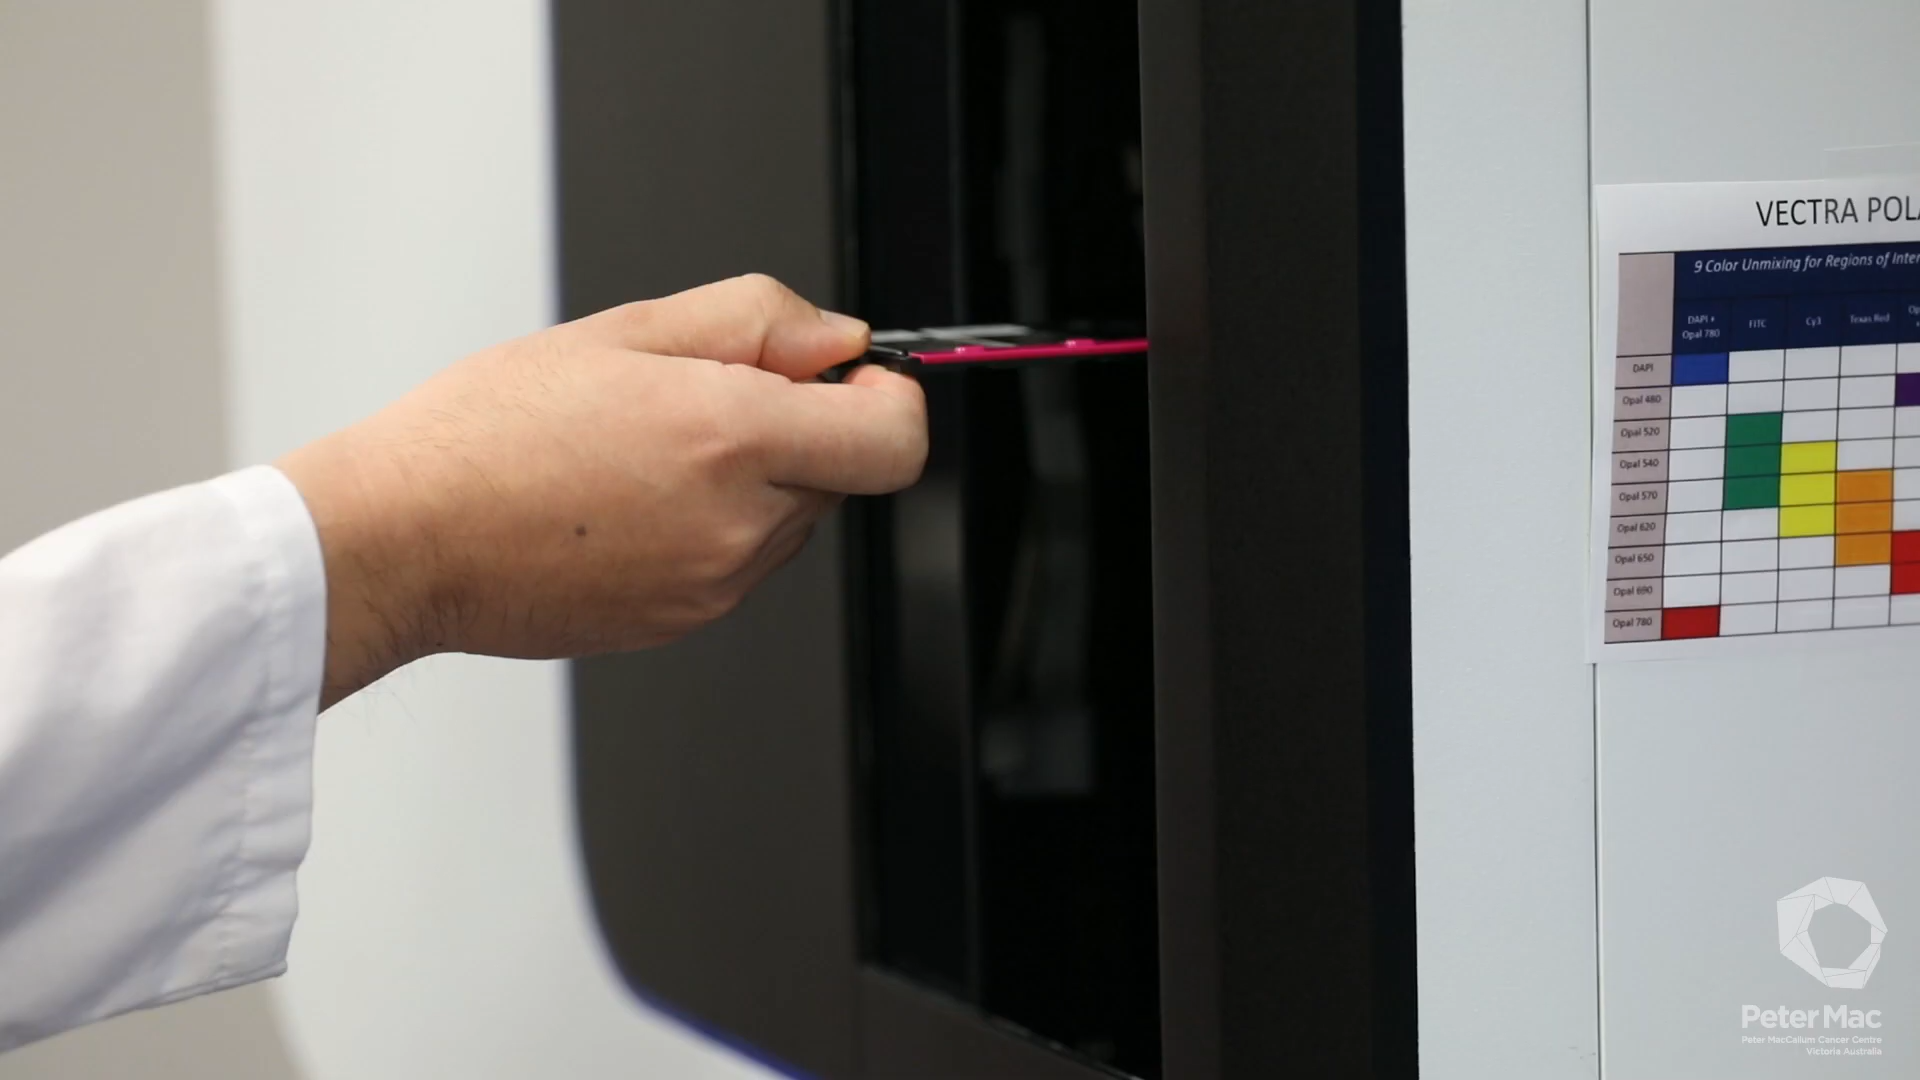 VECTRA POLA
9 Color Unmixing for Regions of Inter
DAPI +
Opal 780
FITC
Cy3
Texas Red
Op
DAPI
Opal 480
Opal 520
Opal 540
Opal 570
Opal 620
Opal 650
Opal 690
Opal 780
Peter Mac
Peter MacCallum Cancer Centre
Victoria Australia